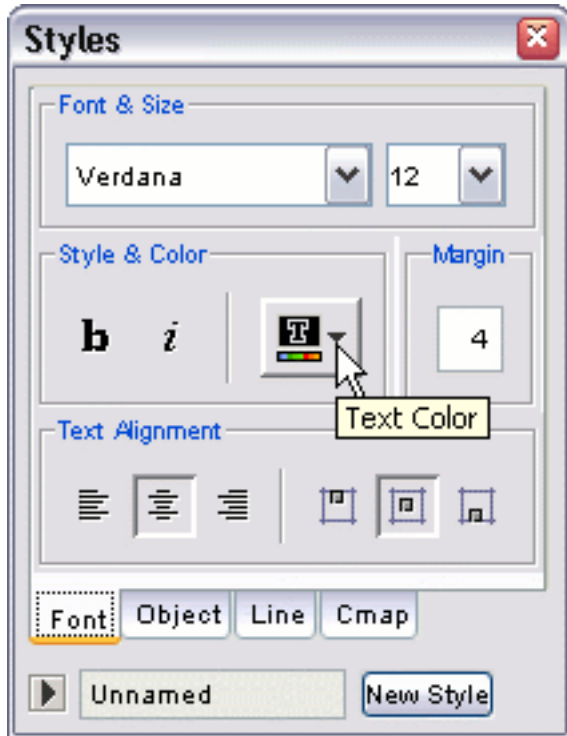 Styles
Font & Size
Verdana 12
Style & Color Margin
b i T 4
Text Color
Text Alignment
Font Object Line Cmap
Unnamed New Style